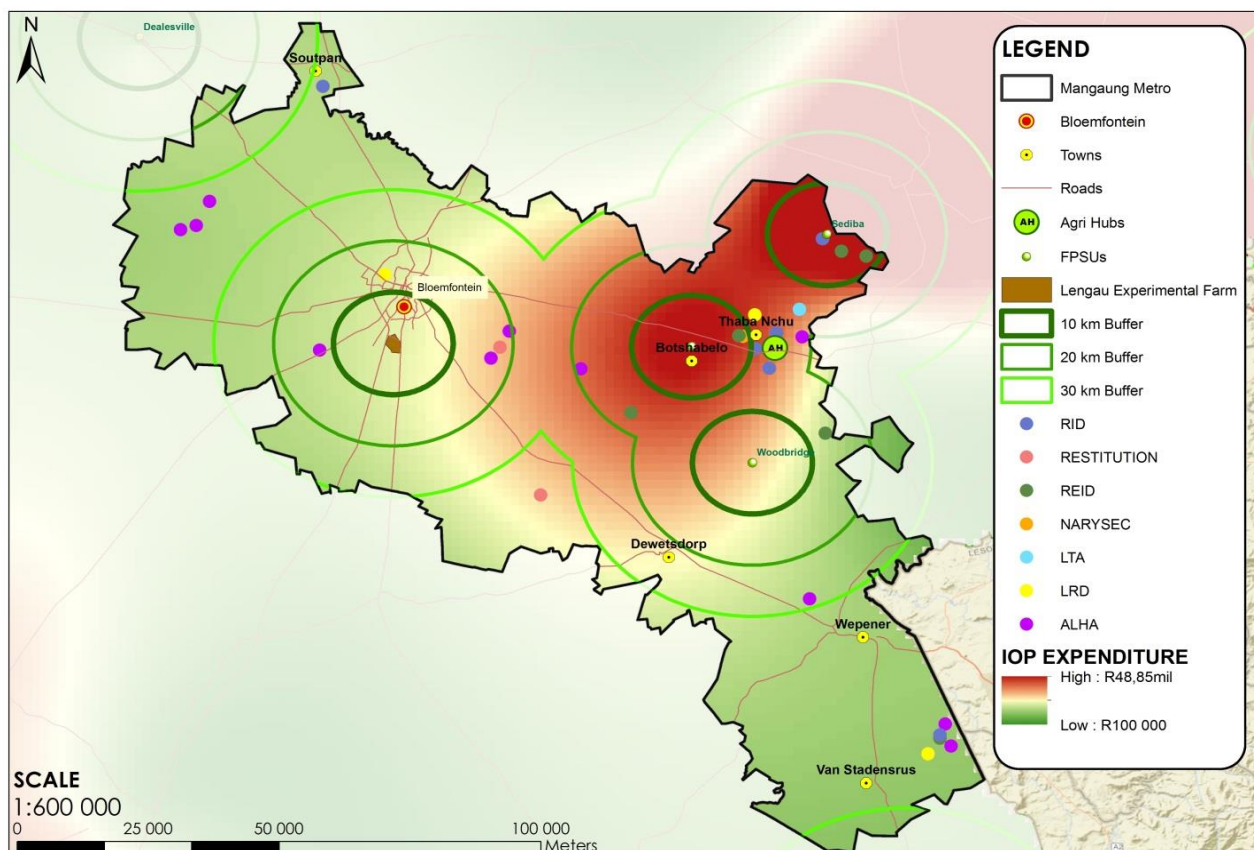 Dealesville
N
Soutpan
Sediba
Bloemfontein
Thaba Nchu
AH
Botshabelo
Woodbridge
Dewetsdorp
Wepener
Van Stadensrus
SCALE
1:600 000
0 25 000 50 000 100 000
Meters
LEGEND
Mangaung Metro
Bloemfontein
Towns
Roads
AH Agri Hubs
FPSUs
Lengau Experimental Farm
10 km Buffer
20 km Buffer
30 km Buffer
RID
RESTITUTION
REID
NARYSEC
LTA
LRD
ALHA
IOP EXPENDITURE
High : R48,85mil
Low : R100 000